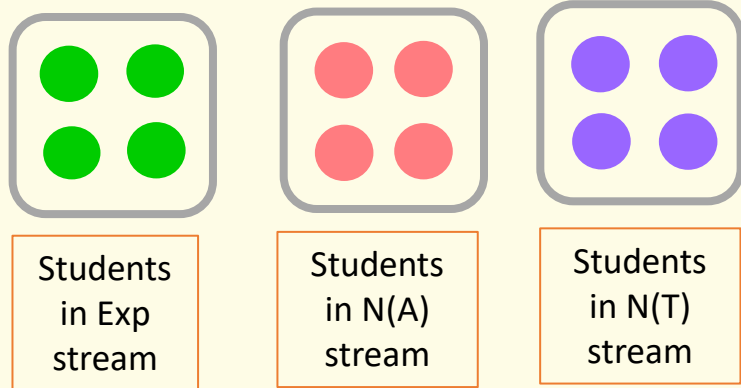 Students
in Exp
stream
Students
in N(A)
stream
Students
in N(T)
stream